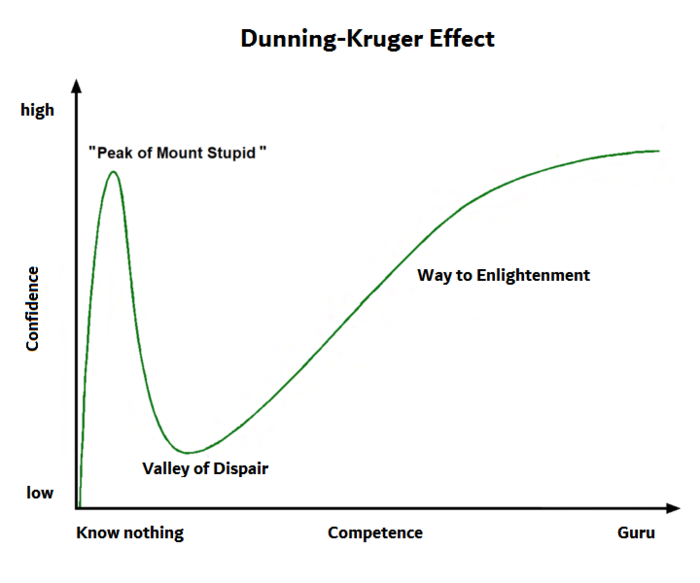 Dunning-Kruger Effect
high
"Peak of Mount Stupid "
Way to Enlightenment
Confidence
Valley of Dispair
low
Know nothing Competence Guru